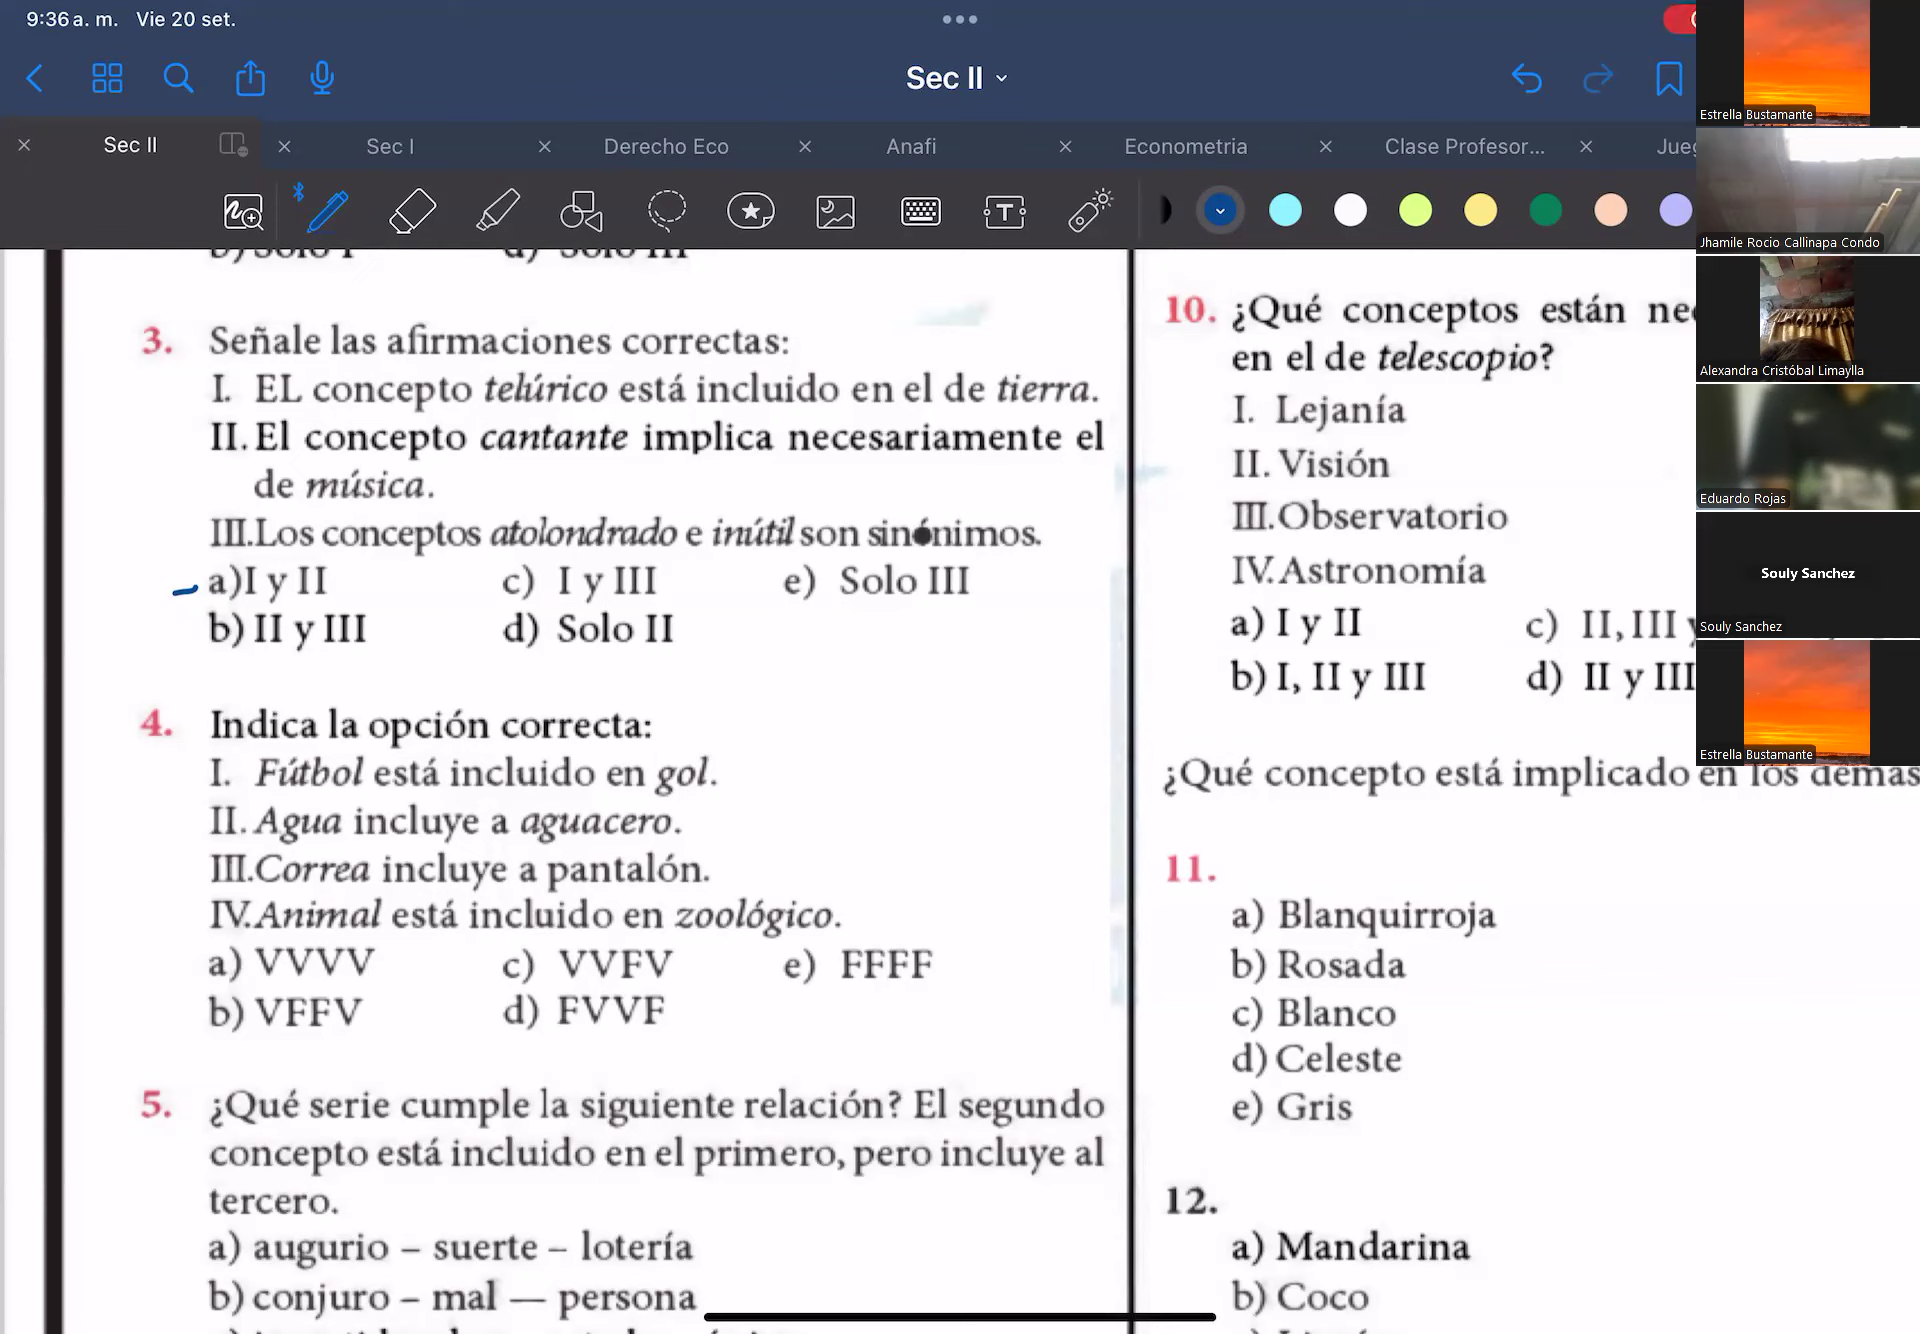 9:36 a. m. Vie 20 set.
Sec II
Sec II
Sec I
Derecho Eco
Anafi
Econometria
Clase Profesor...
b) Solo I d) Solo III
3. Señale las afirmaciones correctas:
I. EL concepto telúrico está incluido en el de tierra.
II. El concepto cantante implica necesariamente el
de música.
III. Los conceptos atolondrado e inútil son sinónimos.
a) I y II c) I y III e) Solo III
b) II y III d) Solo II
4. Indica la opción correcta:
I. Fútbol está incluido en gol.
II. Agua incluye a aguacero.
III. Correa incluye a pantalón.
IV. Animal está incluido en zoológico.
a) VVVV c) VVFV e) FFFF
b) VFFV d) FVVF
5. ¿Qué serie cumple la siguiente relación? El segundo
concepto está incluido en el primero, pero incluye al
tercero.
a) augurio – suerte – lotería
b) conjuro – mal — persona
10. ¿Qué conceptos están
en el de telescopio?
I. Lejanía
II. Visión
III. Observatorio
IV. Astronomía
a) I y II c) II, III y
b) I, II y III d) II y III
¿Qué concepto está implicado en los demás
11.
a) Blanquirroja
b) Rosada
c) Blanco
d) Celeste
e) Gris
12.
a) Mandarina
b) Coco
Estrella Bustamante
Jhamile Rocio Callinapa Condo
Alexandra Cristóbal Limaylla
Eduardo Rojas
Souly Sanchez
Souly Sanchez
Estrella Bustamante